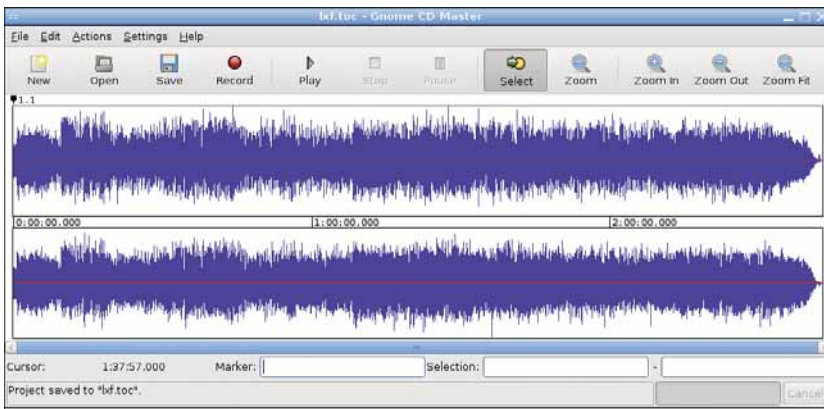 lxf.toc - Gnome CD Master
File Edit Actions Settings Help
New Open Save Record Play Stop Pause Select Zoom Zoom In Zoom Out Zoom Fit
1.1
0:00:00.000 1:00:00.000 2:00:00.000
Cursor: 1:37:57.000 Marker: Selection: -
Project saved to "lxf.toc". Cancel